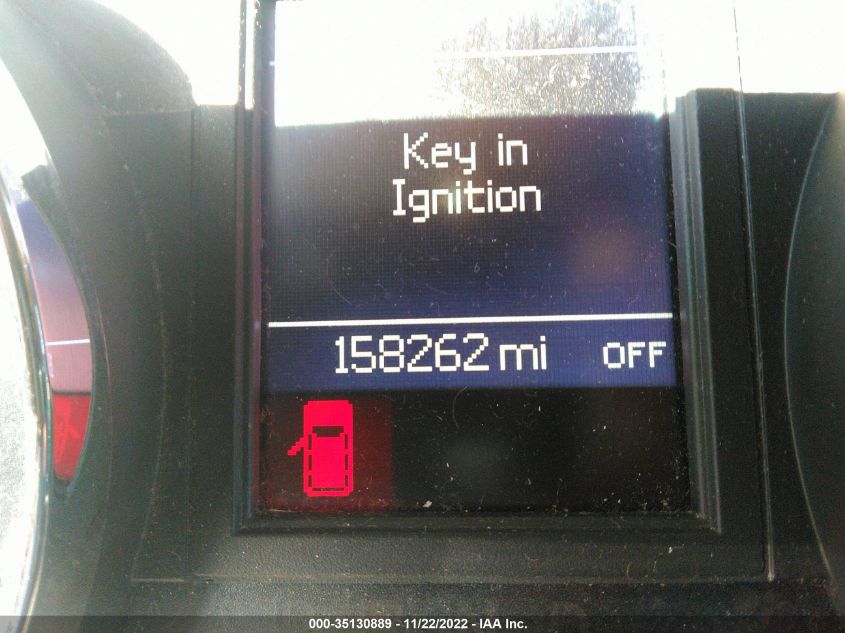 Key in
Ignition
158262 mi OFF
000-35130889 - 11/22/2022 - IAA Inc.